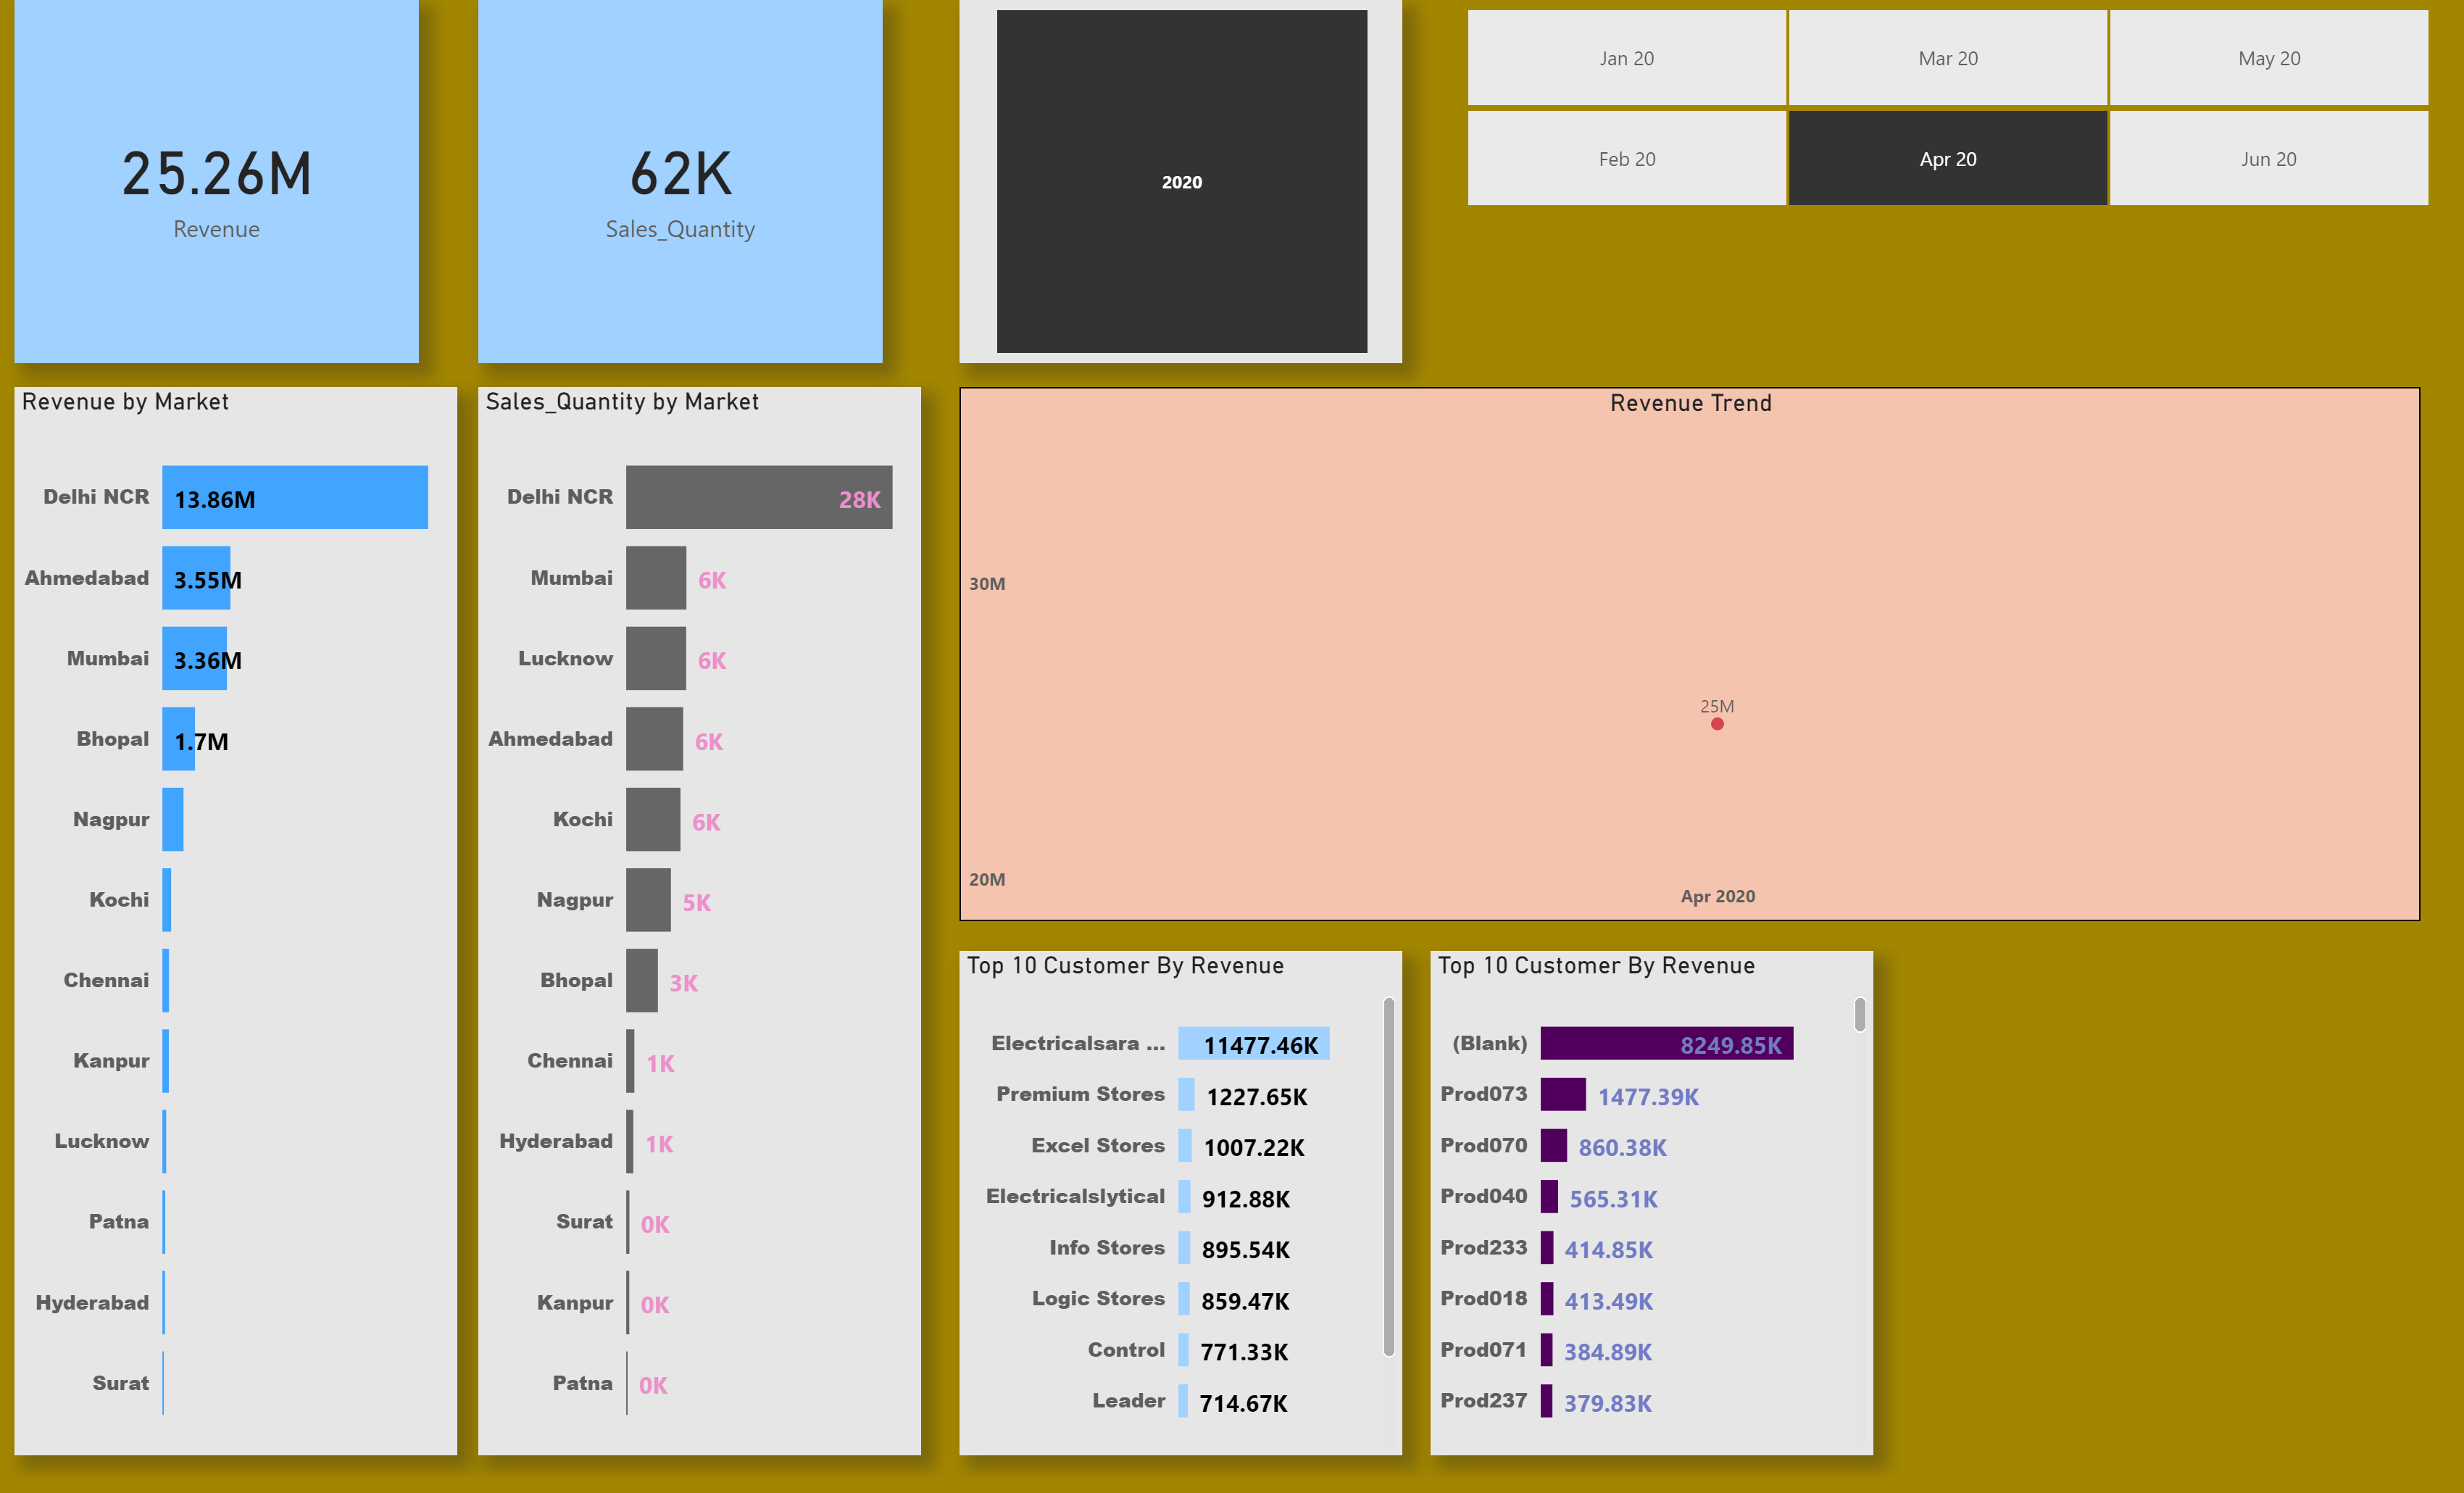 25.26M
Revenue
62K
Sales_Quantity
2020
Jan 20
Mar 20
May 20
Feb 20
Apr 20
Jun 20
Revenue by Market
Delhi NCR 13.86M
Ahmedabad 3.55M
Mumbai 3.36M
Bhopal 1.7M
Nagpur
Kochi
Chennai
Kanpur
Lucknow
Patna
Hyderabad
Surat
Sales_Quantity by Market
Delhi NCR 28K
Mumbai 6K
Lucknow 6K
Ahmedabad 6K
Kochi 6K
Nagpur 5K
Bhopal 3K
Chennai 1K
Hyderabad 1K
Surat 0K
Kanpur 0K
Patna 0K
Revenue Trend
30M
25M
20M
Apr 2020
Top 10 Customer By Revenue
Electricalsara ... 11477.46K
Premium Stores 1227.65K
Excel Stores 1007.22K
Electricalslytical 912.88K
Info Stores 895.54K
Logic Stores 859.47K
Control 771.33K
Leader 714.67K
Top 10 Customer By Revenue
(Blank) 8249.85K
Prod073 1477.39K
Prod070 860.38K
Prod040 565.31K
Prod233 414.85K
Prod018 413.49K
Prod071 384.89K
Prod237 379.83K